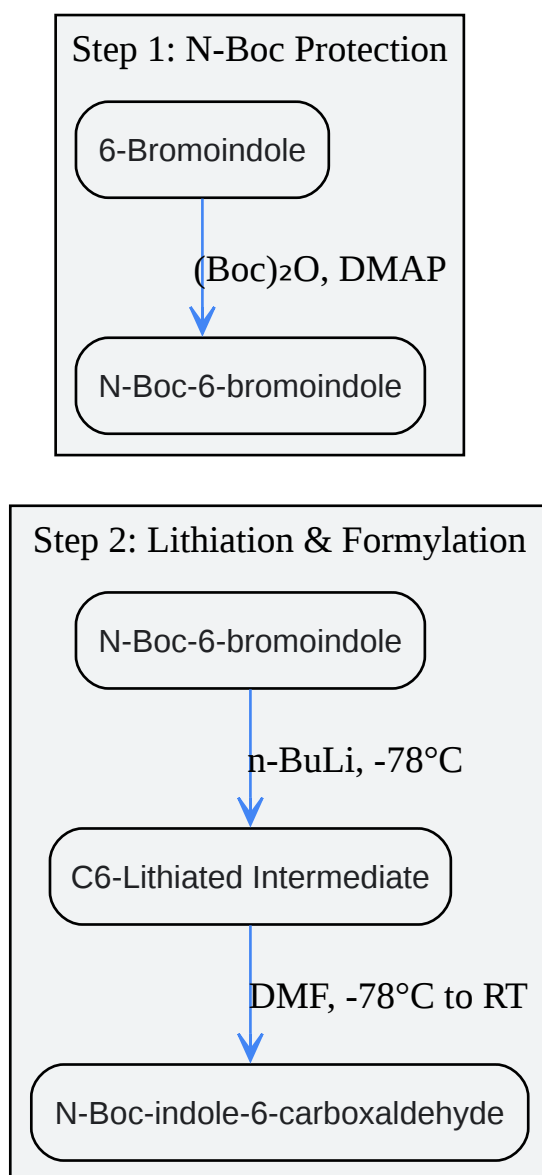 Step 1: N-Boc Protection
6-Bromoindole
(Boc)₂O, DMAP
N-Boc-6-bromoindole
Step 2: Lithiation & Formylation
N-Boc-6-bromoindole
n-BuLi, -78°C
C6-Lithiated Intermediate
DMF, -78°C to RT
N-Boc-indole-6-carboxaldehyde